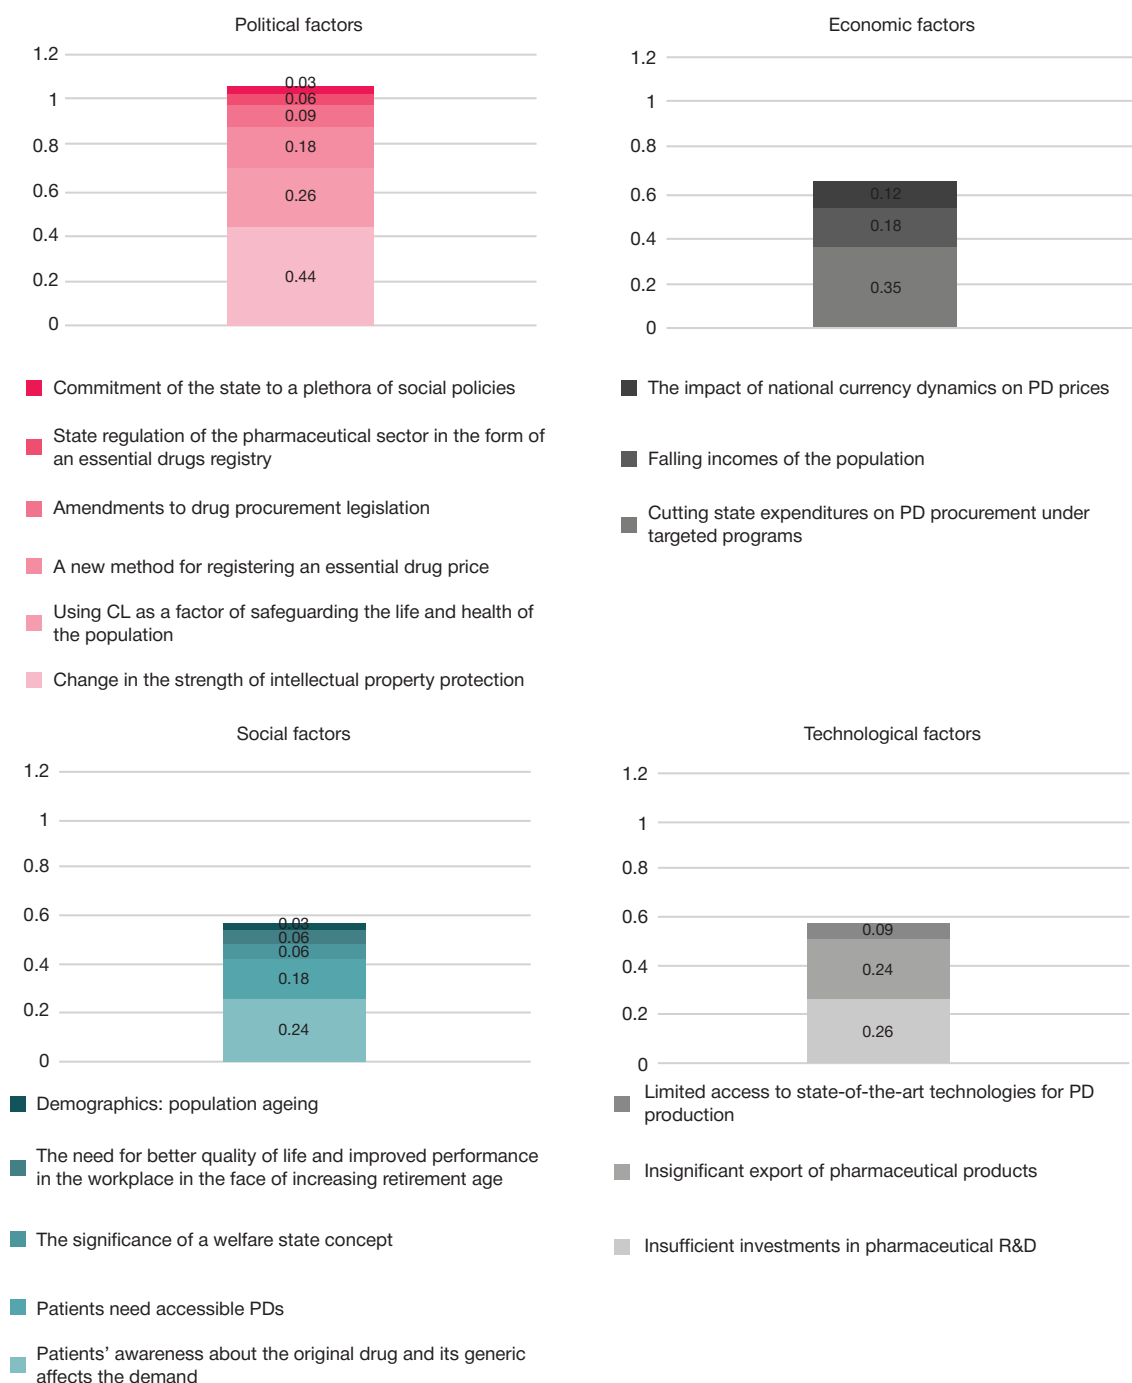 Political factors
1.2
1
0.8
0.6
0.4
0.2
0
0.03
0.06
0.09
0.18
0.26
0.44
Commitment of the state to a plethora of social policies
State regulation of the pharmaceutical sector in the form of
an essential drugs registry
Amendments to drug procurement legislation
A new method for registering an essential drug price
Using CL as a factor of safeguarding the life and health of
the population
Change in the strength of intellectual property protection
Economic factors
1.2
1
0.8
0.6
0.4
0.2
0
0.12
0.18
0.35
The impact of national currency dynamics on PD prices
Falling incomes of the population
Cutting state expenditures on PD procurement under
targeted programs
Social factors
1.2
1
0.8
0.6
0.4
0.2
0
0.03
0.06
0.06
0.18
0.24
Demographics: population ageing
The need for better quality of life and improved performance
in the workplace in the face of increasing retirement age
The significance of a welfare state concept
Patients need accessible PDs
Patients’ awareness about the original drug and its generic
affects the demand
Technological factors
1.2
1
0.8
0.6
0.4
0.2
0
0.09
0.24
0.26
Limited access to state-of-the-art technologies for PD
production
Insignificant export of pharmaceutical products
Insufficient investments in pharmaceutical R&D